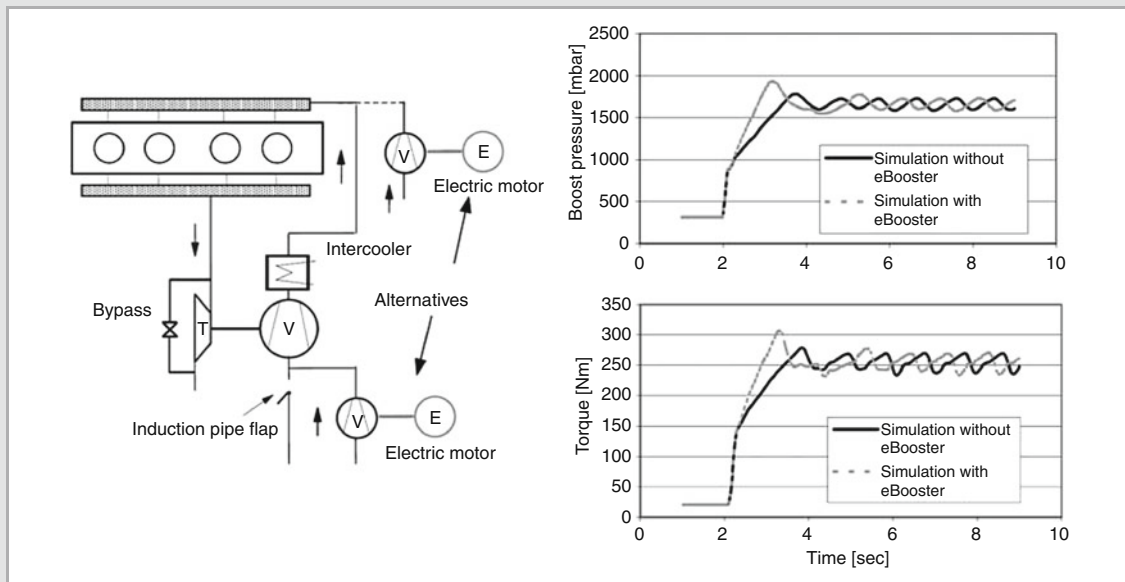 V
E
Electric motor
Intercooler
Bypass
T
V
Alternatives
Induction pipe flap
V
E
Electric motor
Boost pressure [mbar]
2500
2000
1500
1000
500
0
0 2 4 6 8 10
Simulation without
eBooster
Simulation with
eBooster
Torque [Nm]
350
300
250
200
150
100
50
0
0 2 4 6 8 10
Time [sec]
Simulation without
eBooster
Simulation with
eBooster